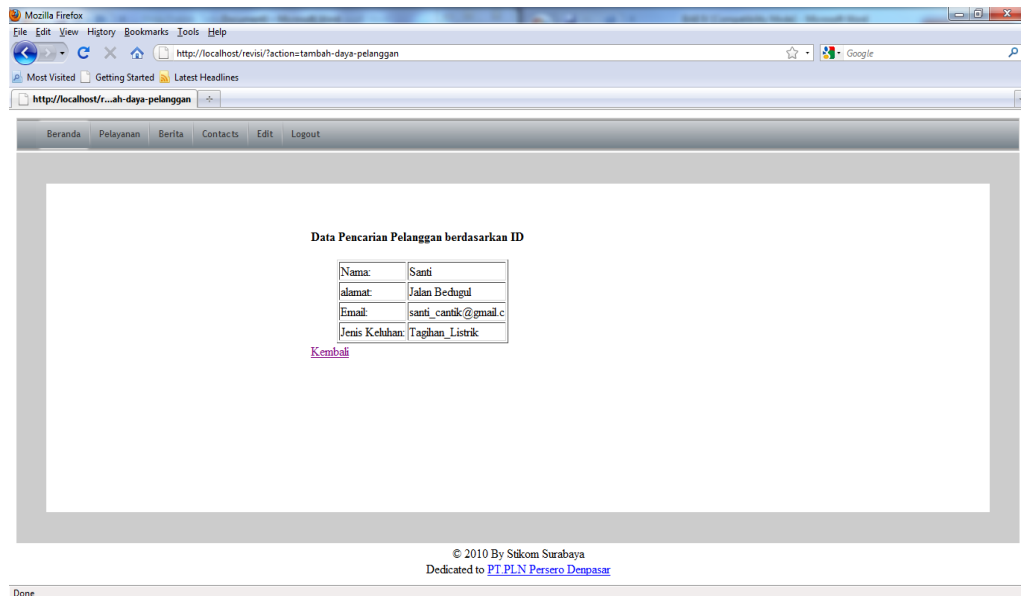 Mozilla Firefox
File Edit View History Bookmarks Tools Help
http://localhost/revisi/?action=tambah-daya-pelanggan
Google
Most Visited Getting Started Latest Headlines
http://localhost/r...ah-daya-pelanggan
Beranda Pelayanan Berita Contacts Edit Logout
Data Pencarian Pelanggan berdasarkan ID
Nama: Santi
alamat: Jalan Bedugul
Email: santi_cantik@gmail.c
Jenis Keluhan: Tagihan_Listrik
Kembali
© 2010 By Stikom Surabaya
Dedicated to PT.PLN Persero Denpasar
Done